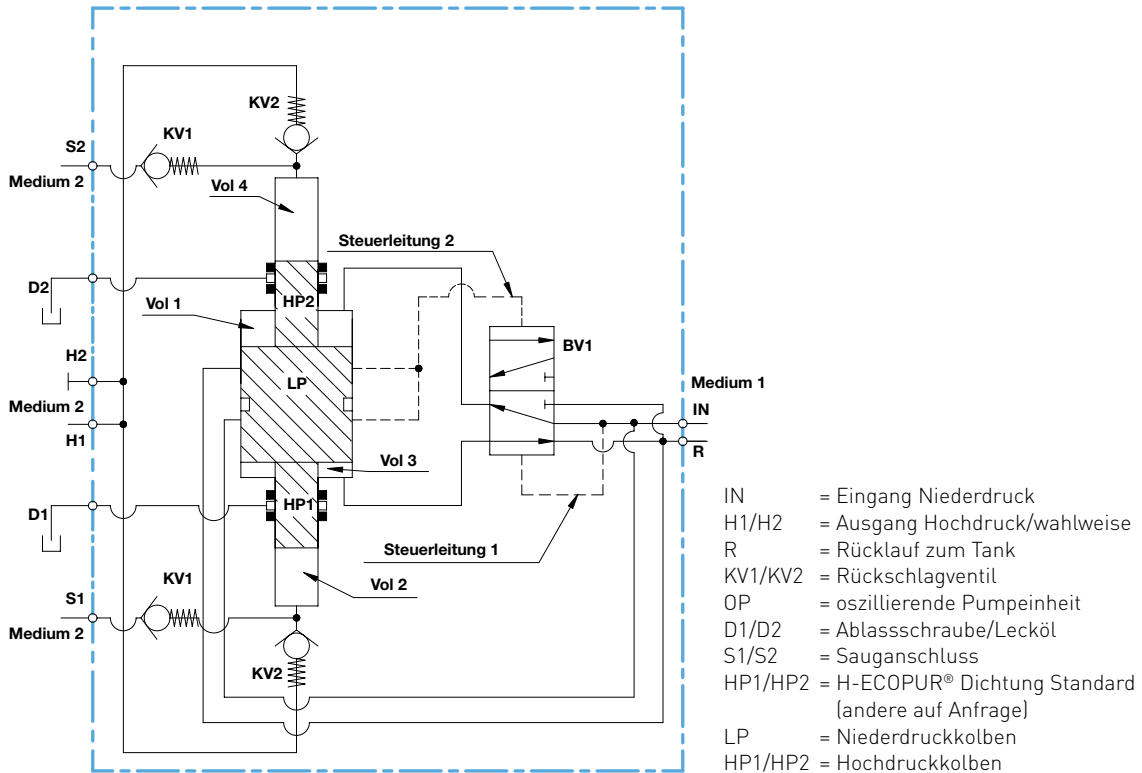 KV2
KV1
S2
Medium 2
Vol 4
Steuerleitung 2
D2
HP2
Vol 1
BV1
H2
LP
Medium 1
Medium 2
IN
H1
R
Vol 3
HP1
D1
Steuerleitung 1
KV1
Vol 2
S1
Medium 2
KV2
IN = Eingang Niederdruck
H1/H2 = Ausgang Hochdruck/wahlweise
R = Rücklauf zum Tank
KV1/KV2 = Rückschlagventil
OP = oszillierende Pumpeinheit
D1/D2 = Ablassschraube/Lecköl
S1/S2 = Sauganschluss
HP1/HP2 = H-ECOPUR® Dichtung Standard
(andere auf Anfrage)
LP = Niederdruckkolben
HP1/HP2 = Hochdruckkolben